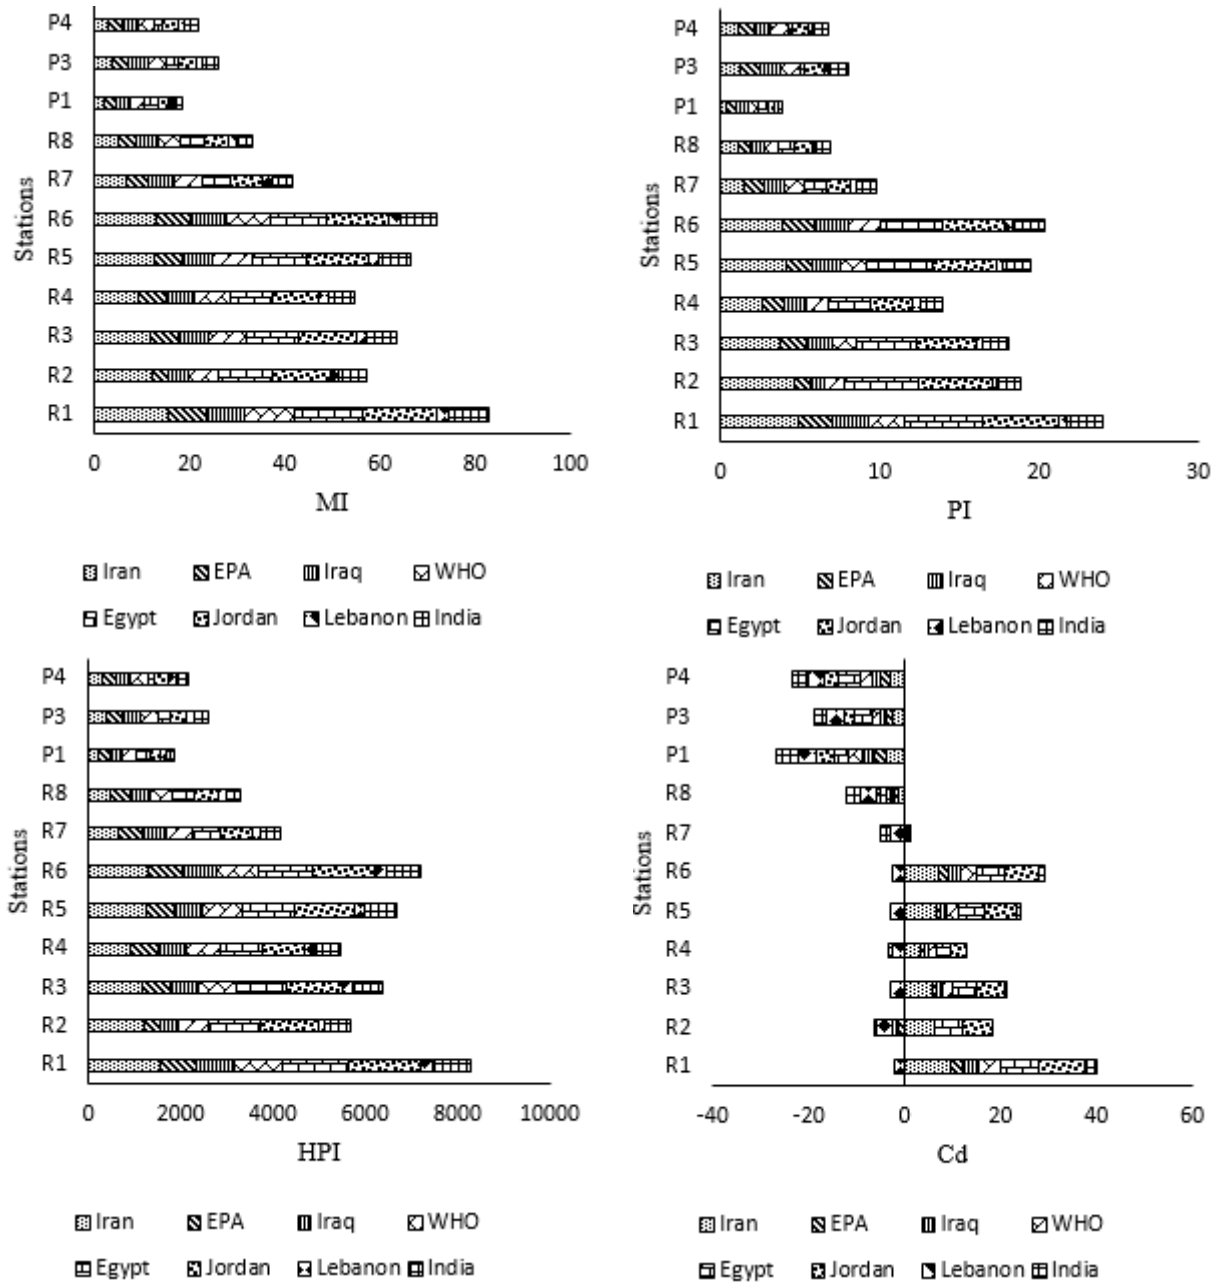 P4
P3
P1
R8
R7
R6
R5
R4
R3
R2
R1
Stations
0 20 40 60 80 100
MI
Iran EPA Iraq WHO
Egypt Jordan Lebanon India
P4
P3
P1
R8
R7
R6
R5
R4
R3
R2
R1
Stations
0 10 20 30
PI
Iran EPA Iraq WHO
Egypt Jordan Lebanon India
P4
P3
P1
R8
R7
R6
R5
R4
R3
R2
R1
Stations
0 2000 4000 6000 8000 10000
HPI
Iran EPA Iraq WHO
Egypt Jordan Lebanon India
P4
P3
P1
R8
R7
R6
R5
R4
R3
R2
R1
Stations
-40 -20 0 20 40 60
Cd
Iran EPA Iraq WHO
Egypt Jordan Lebanon India